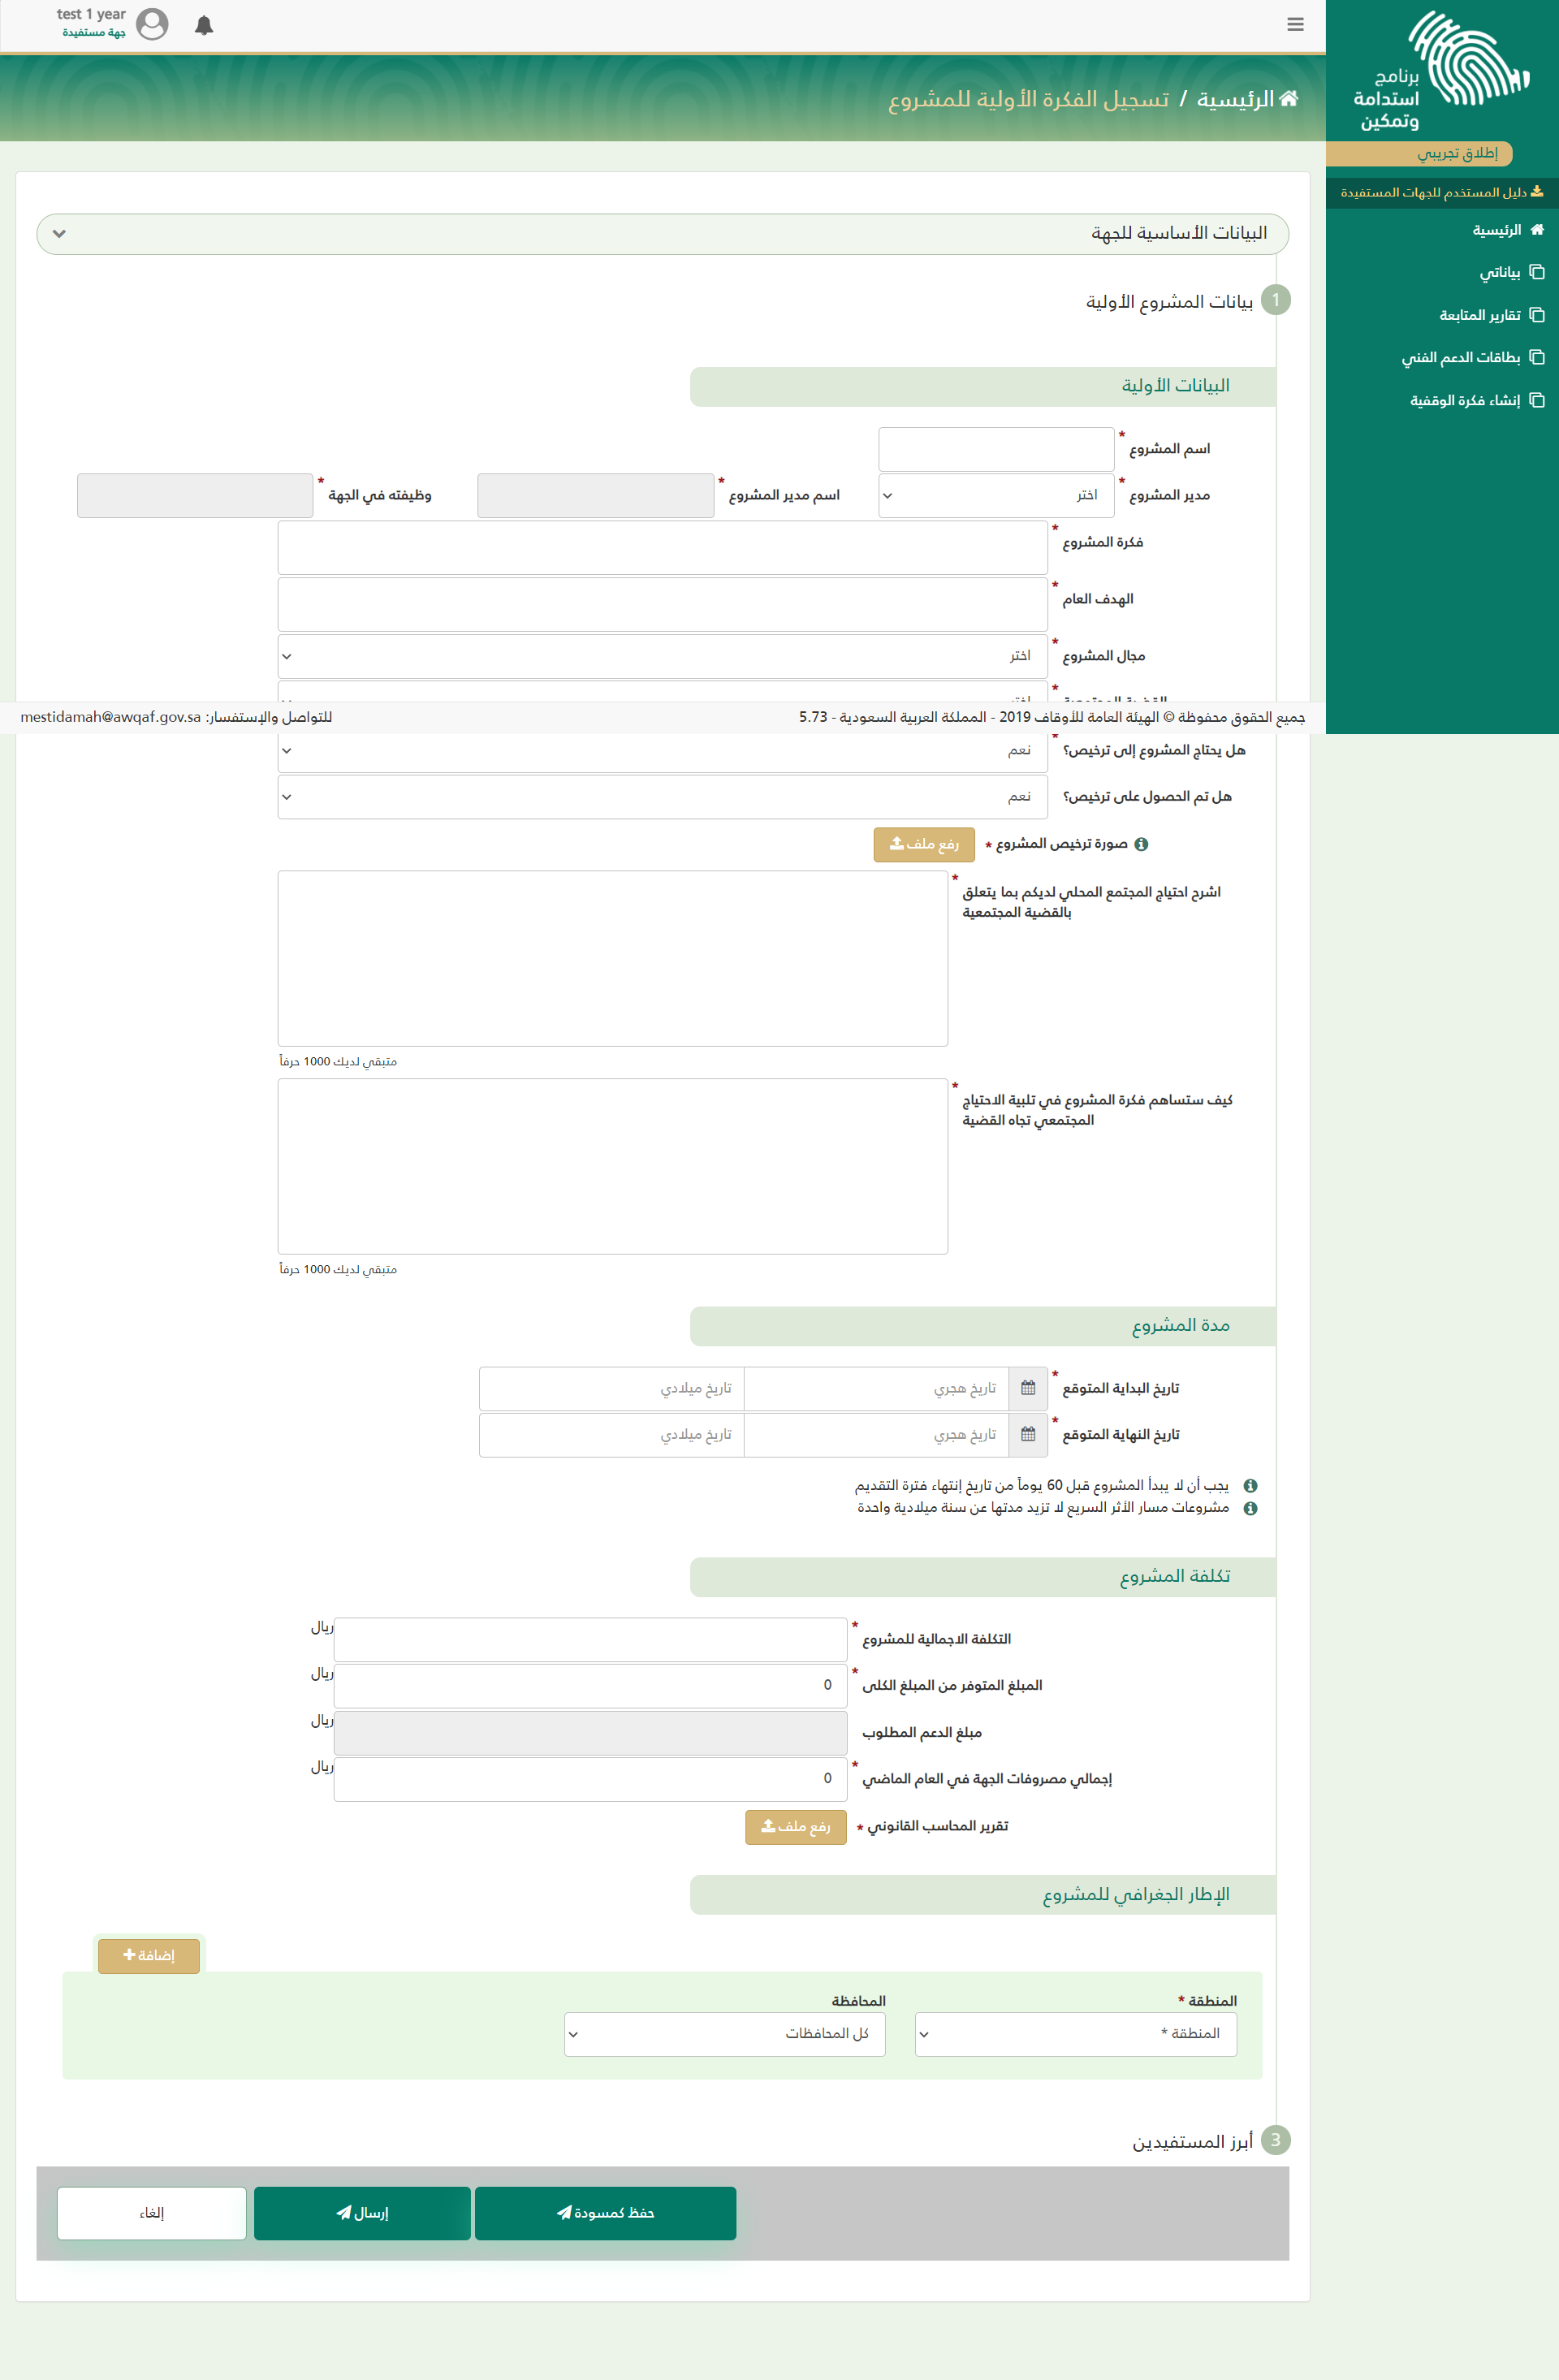 test 1 year
جهة مستفيدة
برنامج
استدامة
وتمكين
إطلاق تجريبي
دليل المستخدم للجهات المستفيدة
الرئيسية
بياناتي
تقارير المتابعة
بطاقات الدعم الفني
إنشاء فكرة الوقفية
الرئيسية / تسجيل الفكرة الأولية للمشروع
البيانات الأساسية للجهة
1 بيانات المشروع الأولية
البيانات الأولية
اسم المشروع *
مدير المشروع * اختر اسم مدير المشروع * وظيفته في الجهة *
فكرة المشروع *
الهدف العام *
مجال المشروع * اختر
القضية المجتمعية * اختر
جميع الحقوق محفوظة © الهيئة العامة للأوقاف 2019 - المملكة العربية السعودية - 5.73 للتواصل والإستفسار: mestidamah@awqaf.gov.sa
هل يحتاج المشروع إلى ترخيص؟ * نعم
هل تم الحصول على ترخيص؟ نعم
صورة ترخيص المشروع * رفع ملف
اشرح احتياج المجتمع المحلي لديكم بما يتعلق *
بالقضية المجتمعية
متبقي لديك 1000 حرفاً
كيف ستساهم فكرة المشروع في تلبية الاحتياج *
المجتمعي تجاه القضية
متبقي لديك 1000 حرفاً
مدة المشروع
تاريخ البداية المتوقع * تاريخ هجري تاريخ ميلادي
تاريخ النهاية المتوقع * تاريخ هجري تاريخ ميلادي
يجب أن لا يبدأ المشروع قبل 60 يوماً من تاريخ إنتهاء فترة التقديم
مشروعات مسار الأثر السريع لا تزيد مدتها عن سنة ميلادية واحدة
تكلفة المشروع
التكلفة الاجمالية للمشروع * ريال
المبلغ المتوفر من المبلغ الكلى * 0 ريال
مبلغ الدعم المطلوب ريال
إجمالي مصروفات الجهة في العام الماضي * 0 ريال
تقرير المحاسب القانوني * رفع ملف
الإطار الجغرافي للمشروع
إضافة
المنطقة * المحافظة
المنطقة * كل المحافظات
3 أبرز المستفيدين
حفظ كمسودة إرسال إلغاء